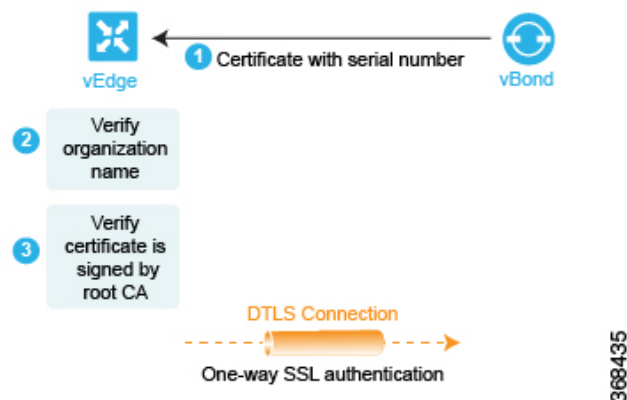 1 Certificate with serial number
vEdge
vBond
2
Verify
organization
name
3
Verify
certificate is
signed by
root CA
DTLS Connection
One-way SSL authentication
368435